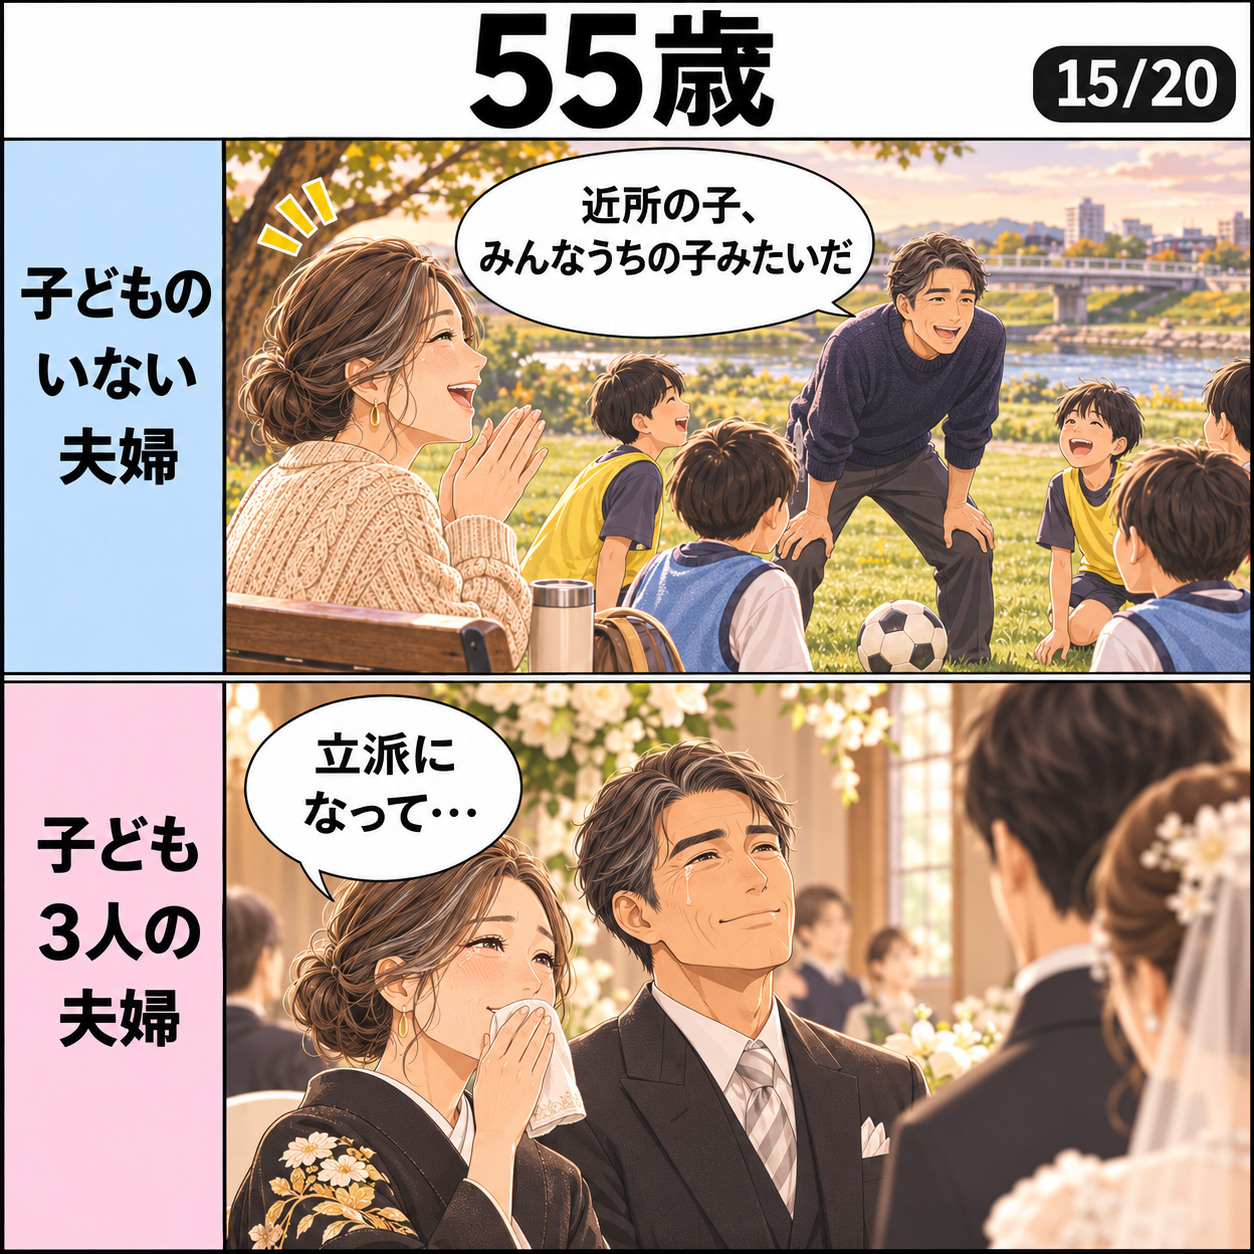 55歳
15/20
子どもの
いない
夫婦
近所の子、
みんなうちの子みたいだ
子ども
3人の
夫婦
立派に
なって…